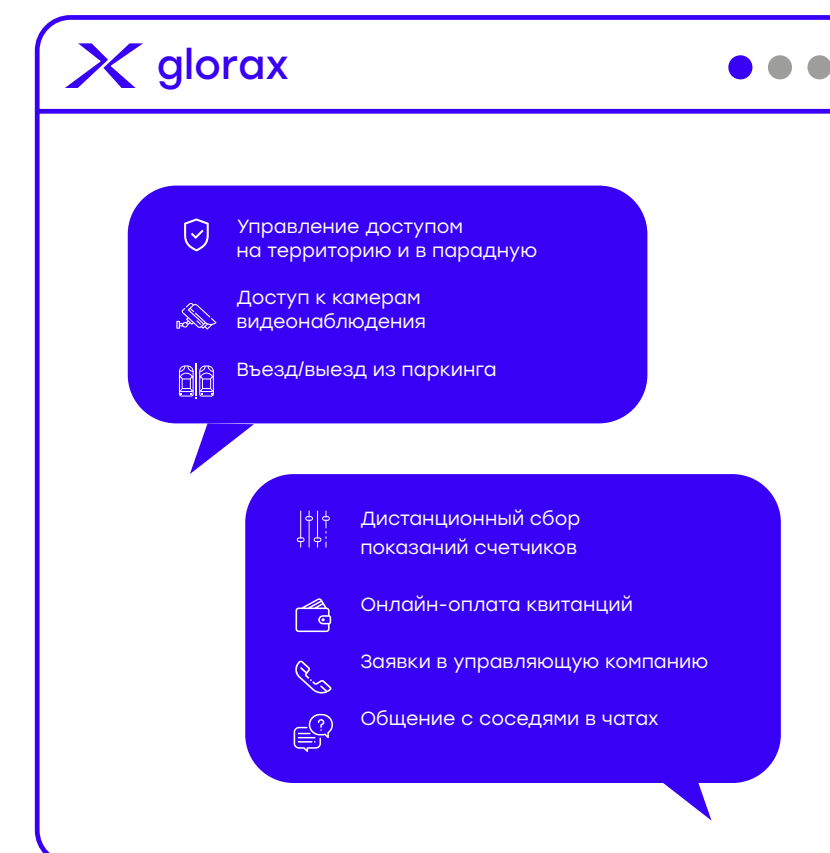 glorax
Управление доступом
на территорию и в парадную
Доступ к камерам
видеонаблюдения
Въезд/выезд из паркинга
Дистанционный сбор
показаний счетчиков
Онлайн-оплата квитанций
Заявки в управляющую компанию
Общение с соседями в чатах